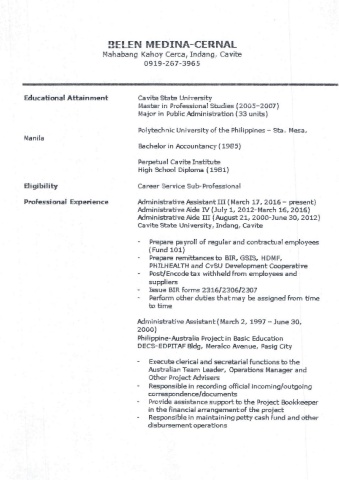 BELEN MEDINA-CERNAL
Mahabang Kahoy Cerca, Indang, Cavite
0919-267-3965
Educational Attainment
Cavite State University
Master in Professional Studies (2005-2007)
Major in Public Administration (33 units)
Polytechnic University of the Philippines – Sta. Mesa.
Manila
Bachelor in Accountancy (1985)
Perpetual Cavite Institute
High School Diploma (1981)
Eligibility
Career Service Sub-Professional
Professional Experience
Administrative Assistant III (March 17, 2016 – present)
Administrative Aide IV (July 1, 2012-March 16, 2016)
Administrative Aide III (August 21, 2000-June 30, 2012)
Cavite State University, Indang, Cavite
- Prepare payroll of regular and contractual employees
(Fund 101)
- Prepare remittances to BIR, GSIS, HDMF,
PHILHEALTH and CvSU Development Cooperative
- Post/Encode tax withheld from employees and
suppliers
- Issue BIR forms 2316/2306/2307
- Perform other duties that may be assigned from time
to time
Administrative Assistant (March 2, 1997 – June 30,
2000)
Philippine-Australia Project in Basic Education
DECS-EDPITAF Bldg, Meralco Avenue, Pasig City
- Execute clerical and secretarial functions to the
Australian Team Leader, Operations Manager and
Other Project Advisers
- Responsible in recording official incoming/outgoing
correspondence/documents
- Provide assistance support to the Project Bookkeeper
in the financial arrangement of the project
- Responsible in maintaining petty cash fund and other
disbursement operations